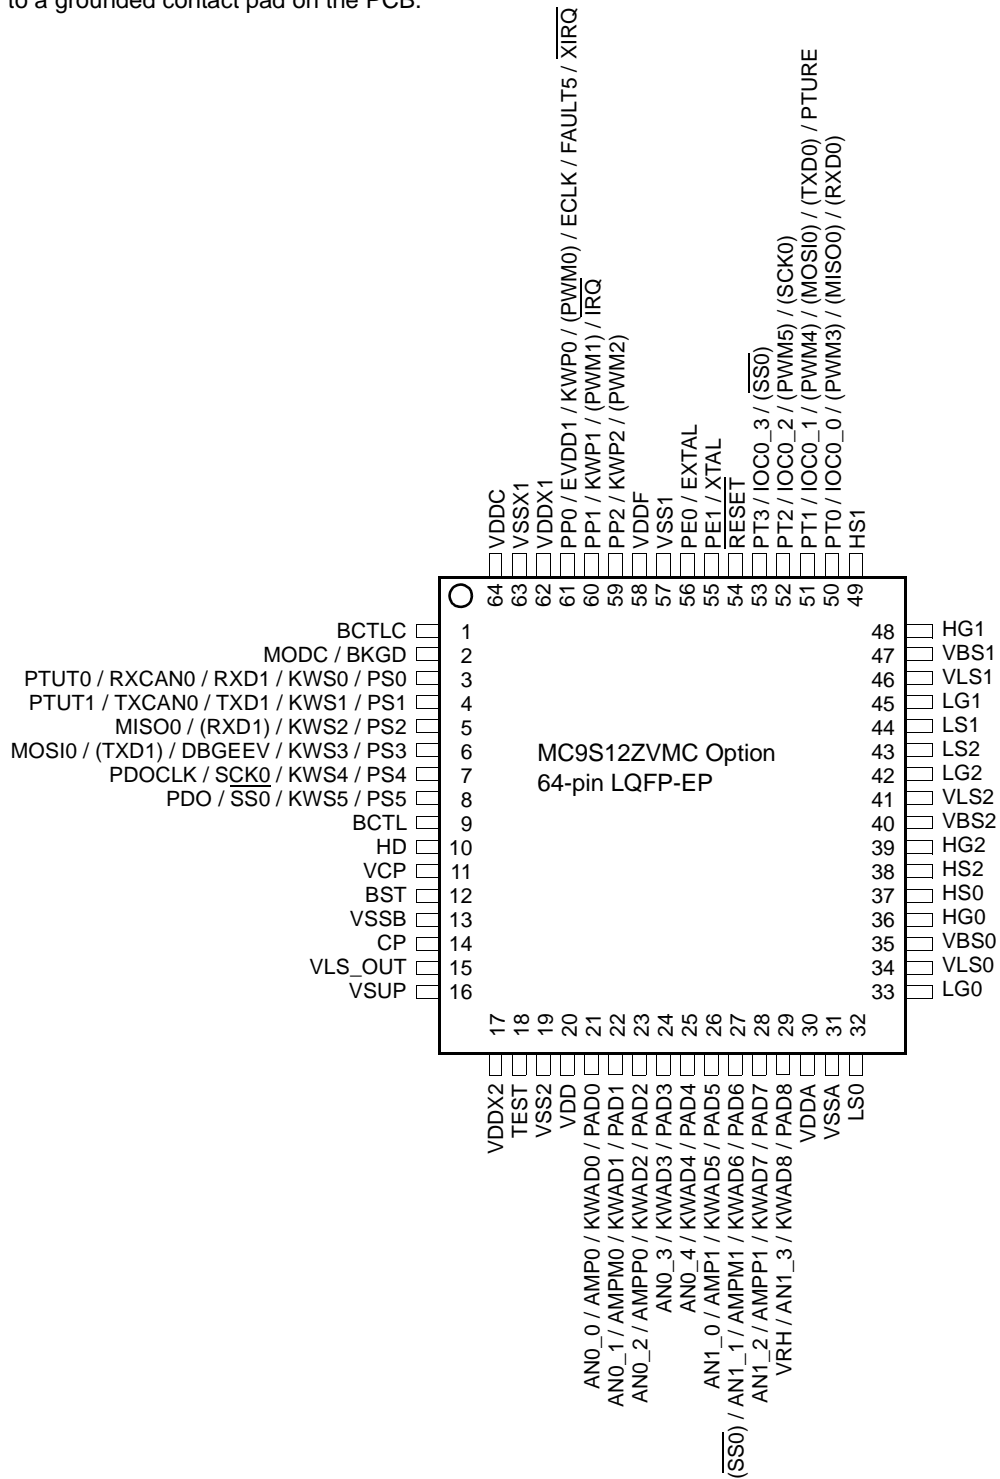 to a grounded contact pad on the PCB.
VDDC
VSSX1
VDDX1
PP0 / EVDD1 / KWP0 / (PWM0) / ECLK / FAULT5 / XIRQ
PP1 / KWP1 / (PWM1) / IRQ
PP2 / KWP2 / (PWM2)
VDDF
VSS1
PE0 / EXTAL
PE1 / XTAL
RESET
PT3 / IOC0_3 / (SS0)
PT2 / IOC0_2 / (PWM5) / (SCK0)
PT1 / IOC0_1 / (PWM4) / (MOSI0) / (TXD0) / PTURE
PT0 / IOC0_0 / (PWM3) / (MISO0) / (RXD0)
HS1
64
63
62
61
60
59
58
57
56
55
54
53
52
51
50
49
BCTLC 1
MODC / BKGD 2
PTUT0 / RXCAN0 / RXD1 / KWS0 / PS0 3
PTUT1 / TXCAN0 / TXD1 / KWS1 / PS1 4
MISO0 / (RXD1) / KWS2 / PS2 5
MOSI0 / (TXD1) / DBGEEV / KWS3 / PS3 6
PDOCLK / SCK0 / KWS4 / PS4 7
PDO / SS0 / KWS5 / PS5 8
BCTL 9
HD 10
VCP 11
BST 12
VSSB 13
CP 14
VLS_OUT 15
VSUP 16
MC9S12ZVMC Option
64-pin LQFP-EP
48 HG1
47 VBS1
46 VLS1
45 LG1
44 LS1
43 LS2
42 LG2
41 VLS2
40 VBS2
39 HG2
38 HS2
37 HS0
36 HG0
35 VBS0
34 VLS0
33 LG0
17
18
19
20
21
22
23
24
25
26
27
28
29
30
31
32
VDDX2
TEST
VSS2
VDD
AN0_0 / AMP0 / KWAD0 / PAD0
AN0_1 / AMPM0 / KWAD1 / PAD1
AN0_2 / AMPP0 / KWAD2 / PAD2
AN0_3 / KWAD3 / PAD3
AN0_4 / KWAD4 / PAD4
AN1_0 / AMP1 / KWAD5 / PAD5
(SS0) / AN1_1 / AMPM1 / KWAD6 / PAD6
AN1_2 / AMPP1 / KWAD7 / PAD7
VRH / AN1_3 / KWAD8 / PAD8
VDDA
VSSA
LS0